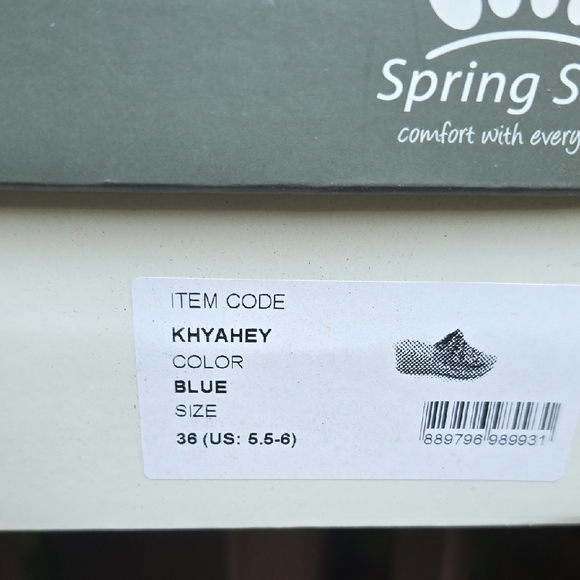 Spring S
comfort with every
ITEM CODE
KHYAHEY
COLOR
BLUE
SIZE
36 (US: 5.5-6)
889796 989931